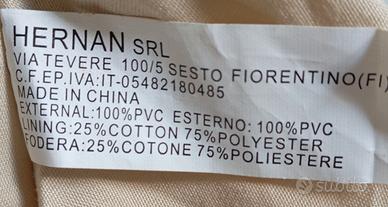 HERNAN SRL
VIA TEVERE 100/5 SESTO FIORENTINO(FI)
C.F.EP.IVA:IT-05482180485
MADE IN CHINA
EXTERNAL:100%PVC ESTERNO:100%PVC
LINING:25%COTTON 75%POLYESTER
FODERA:25%COTONE 75%POLIESTERE
subito